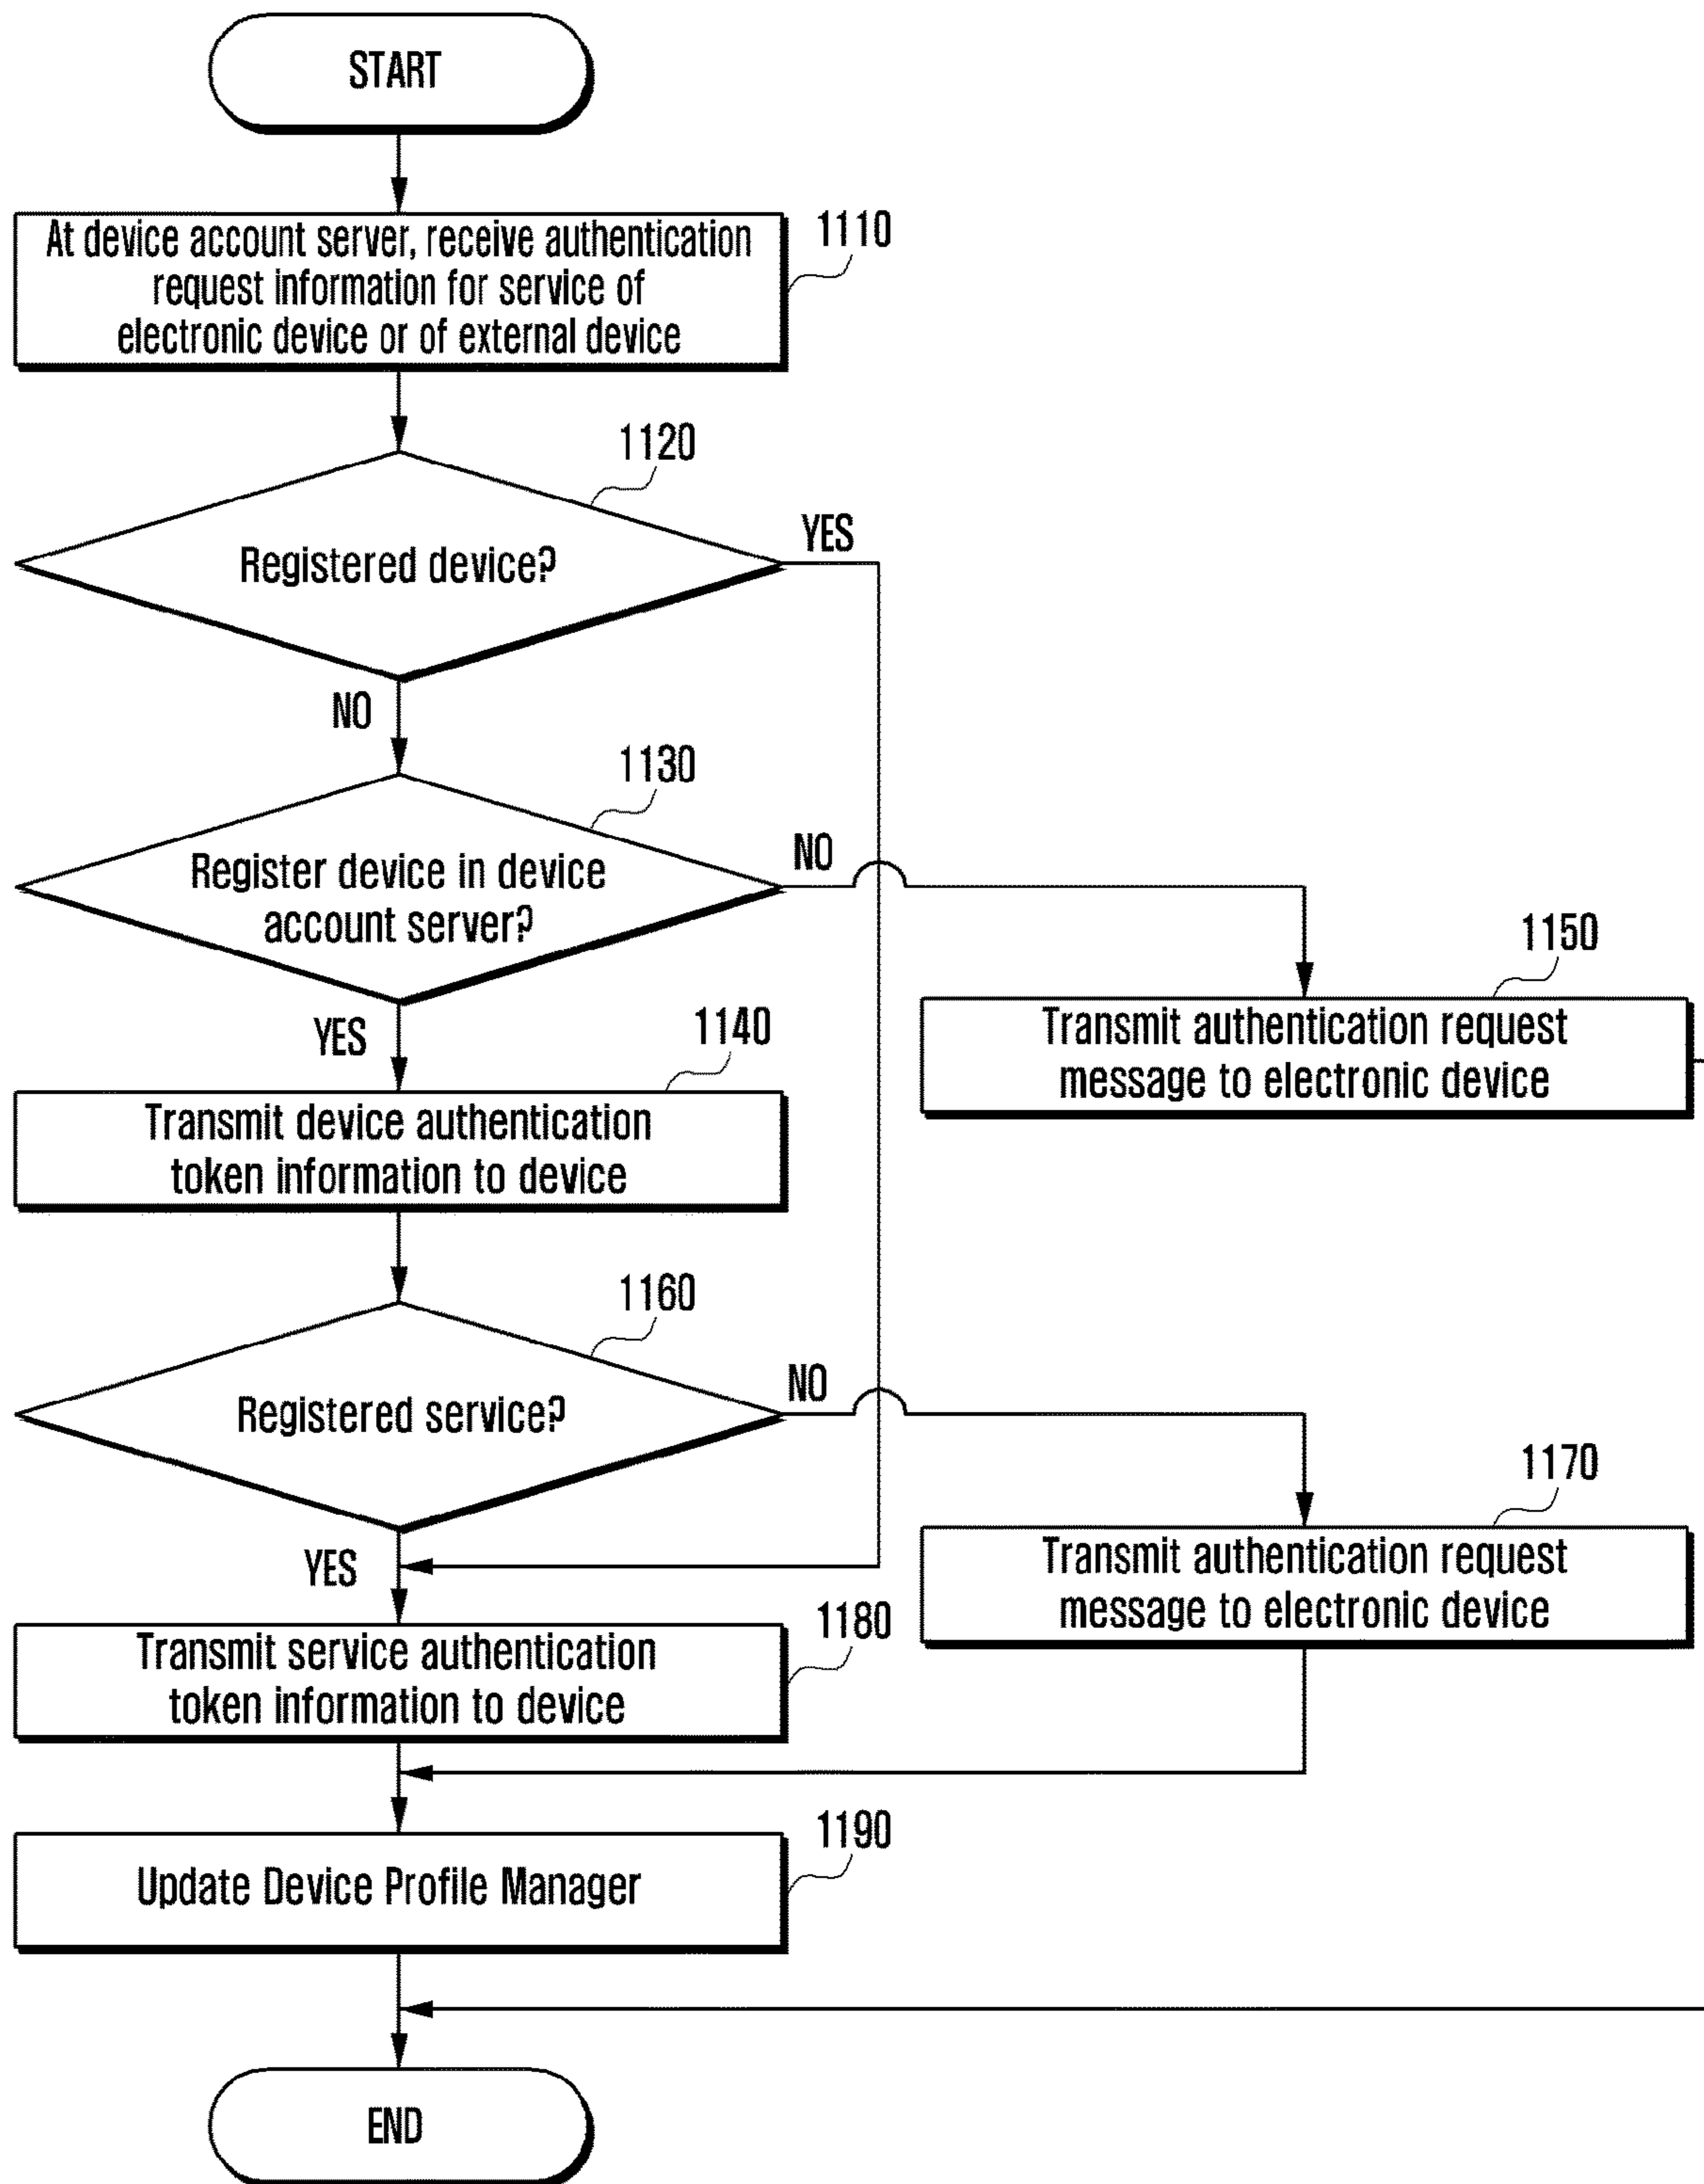 START
At device account server, receive authentication
request information for service of
electronic device or of external device
1110
1120
Registered device?
YES
NO
1130
Register device in device
account server?
NO
YES
1140
Transmit device authentication
token information to device
1150
Transmit authentication request
message to electronic device
1160
Registered service?
NO
YES
1170
Transmit authentication request
message to electronic device
1180
Transmit service authentication
token information to device
1190
Update Device Profile Manager
END